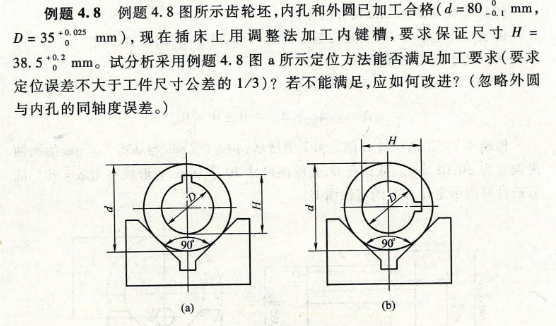 例题 4.8 例题 4.8 图所示齿轮坯，内孔和外圆已加工合格(d = 80 0 -0.1 mm,
D = 35 +0.025 0 mm)，现在插床上用调整法加工内键槽，要求保证尺寸 H =
38.5 +0.2 0 mm。试分析采用例题 4.8 图 a 所示定位方法能否满足加工要求(要求
定位误差不大于工件尺寸公差的 1/3)？若不能满足，应如何改进？(忽略外圆
与内孔的同轴度误差。)
H
d
D
H
d
D
90°
90°
(a)
(b)